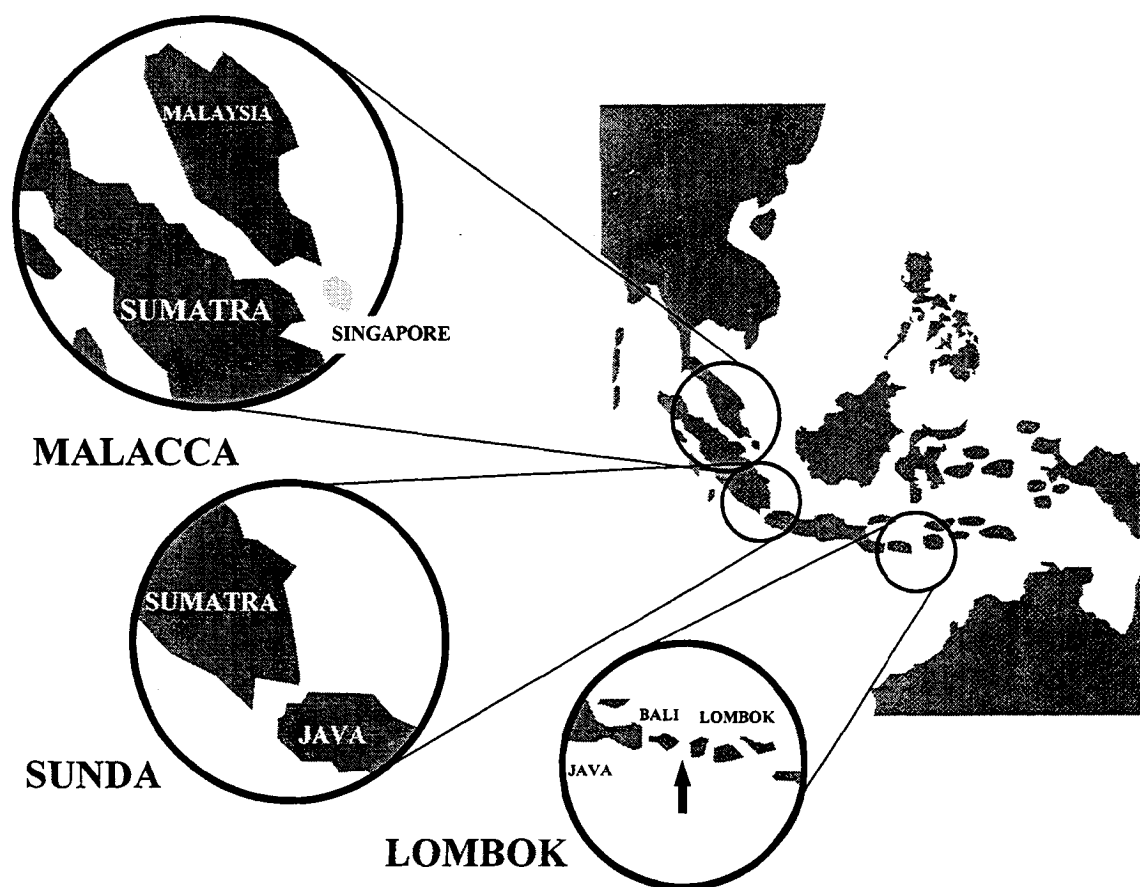 MALAYSIA
SUMATRA
SINGAPORE
MALACCA
SUMATRA
JAVA
SUNDA
BALI LOMBOK
JAVA
LOMBOK